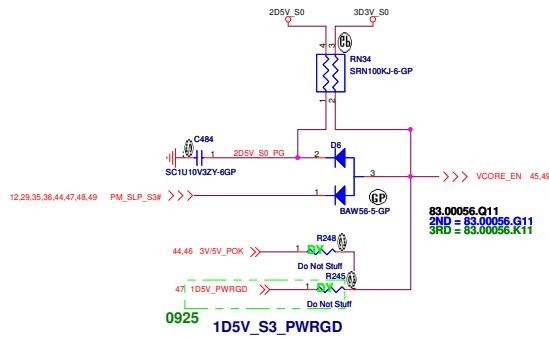 2D5V_S0 3D3V_S0
4 3
RN34
SRN100KJ-6-GP
1 2
C484
1 2D5V_S0_PG 2 D6
SC1U10V3ZY-6GP
3 VCORE_EN 45,49
12,29,35,36,44,47,48,49 PM_SLP_S3# 1
BAW56-5-GP GP
83.00056.Q11
2ND = 83.00056.G11
3RD = 83.00056.K11
R248
44,46 3V/5V_POK 1 DY
Do Not Stuff
R245
47 1D5V_PWRGD 1 DY
Do Not Stuff
0925
1D5V_S3_PWRGD